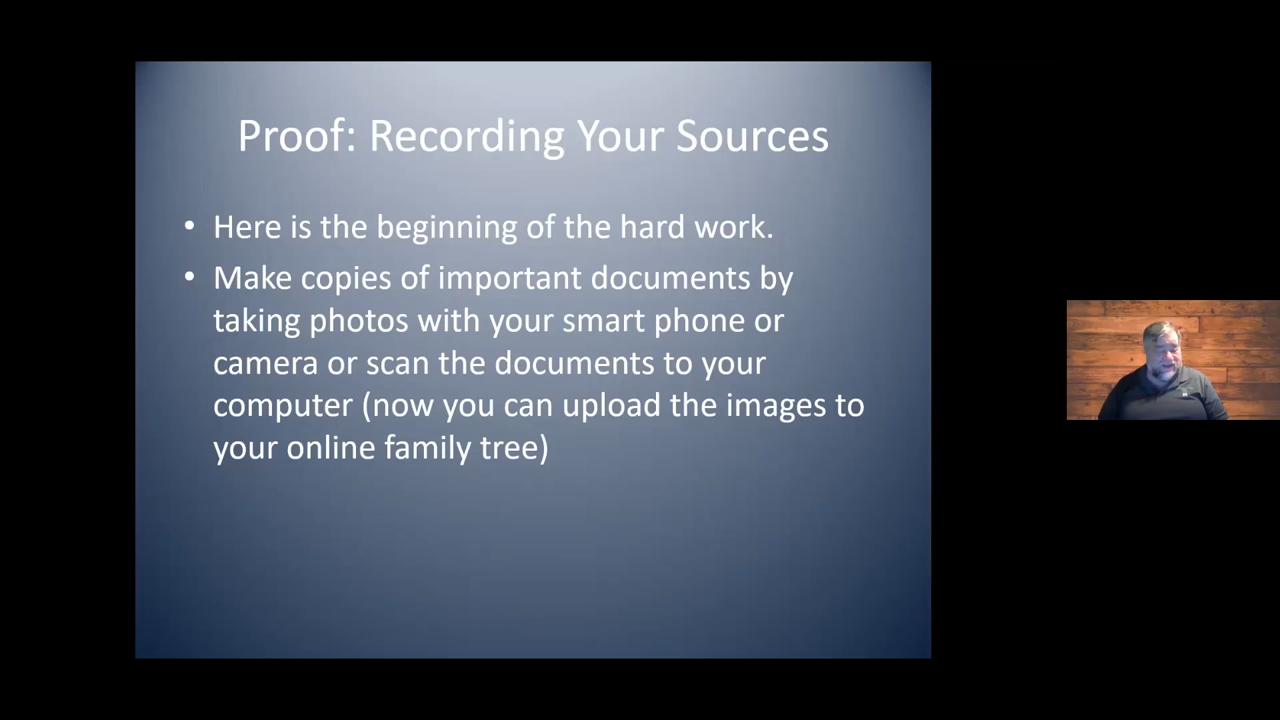 Proof: Recording Your Sources
• Here is the beginning of the hard work.
• Make copies of important documents by
taking photos with your smart phone or
camera or scan the documents to your
computer (now you can upload the images to
your online family tree)